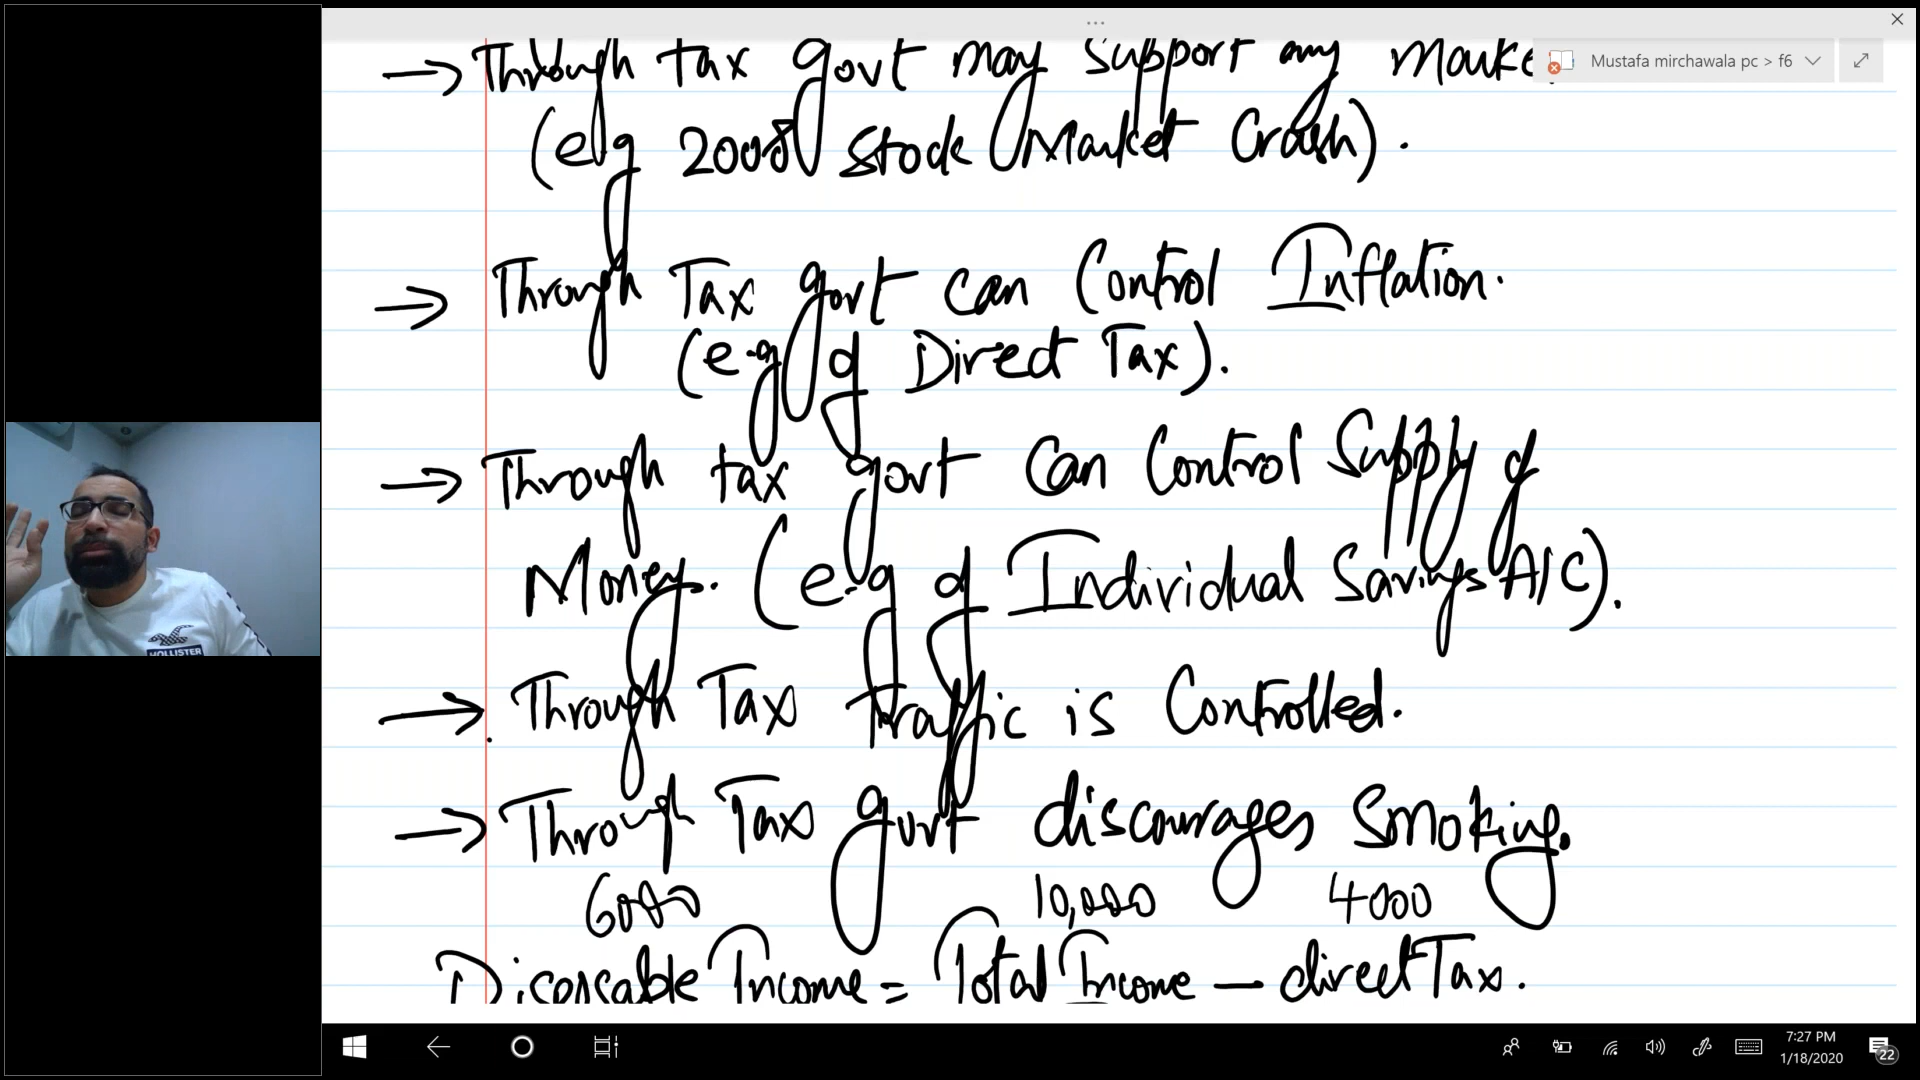 → Through tax govt may support any Marke
Mustafa mirchawala pc > f6
(eg 2008 Stock Market Crash).
→ Through Tax govt can Control Inflation.
(e.g of Direct Tax).
→ Through tax govt Can Control Supply of
Money. (e.g of Individual Savings A/C).
→ Through Tax traffic is Controlled.
→ Through Tax govt discourages Smoking.
6000 10,000 4000
Disposable Income = Total Income — direct Tax.
HOLLISTER
7:27 PM
1/18/2020
22